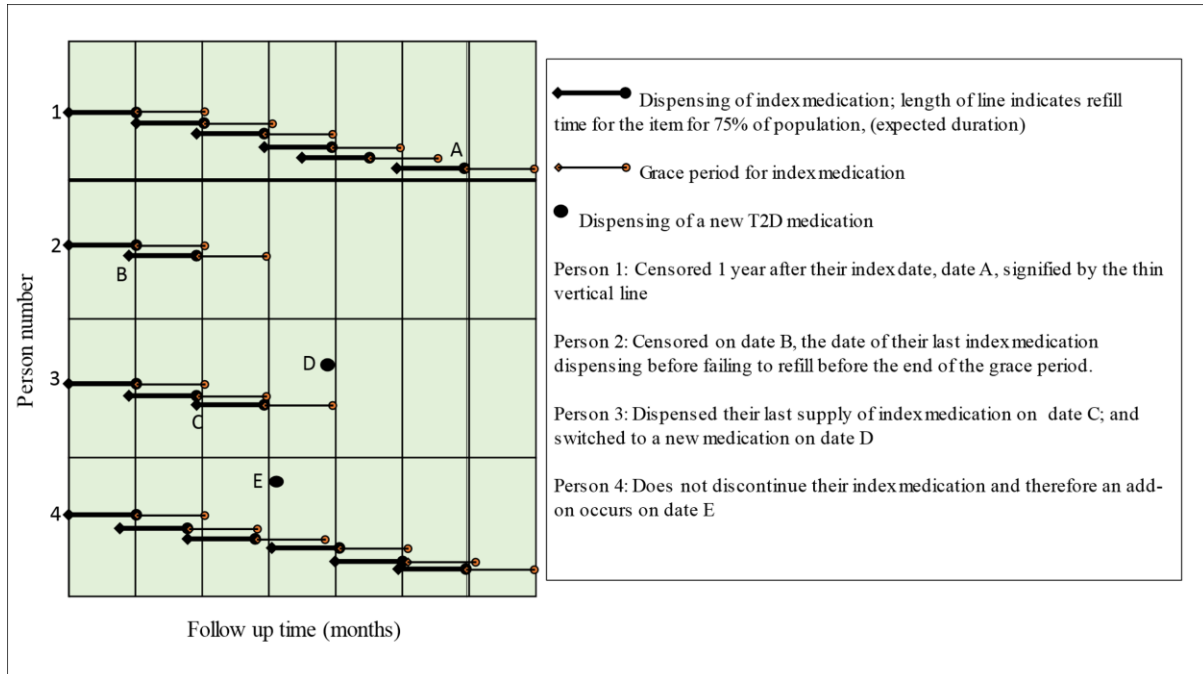 1
A
2
B
D
3
C
E
4
Person number
Follow up time (months)
Dispensing of index medication; length of line indicates refill
time for the item for 75% of population, (expected duration)
Grace period for index medication
Dispensing of a new T2D medication
Person 1: Censored 1 year after their index date, date A, signified by the thin
vertical line
Person 2: Censored on date B, the date of their last index medication
dispensing before failing to refill before the end of the grace period.
Person 3: Dispensed their last supply of index medication on date C; and
switched to a new medication on date D
Person 4: Does not discontinue their index medication and therefore an add-
on occurs on date E